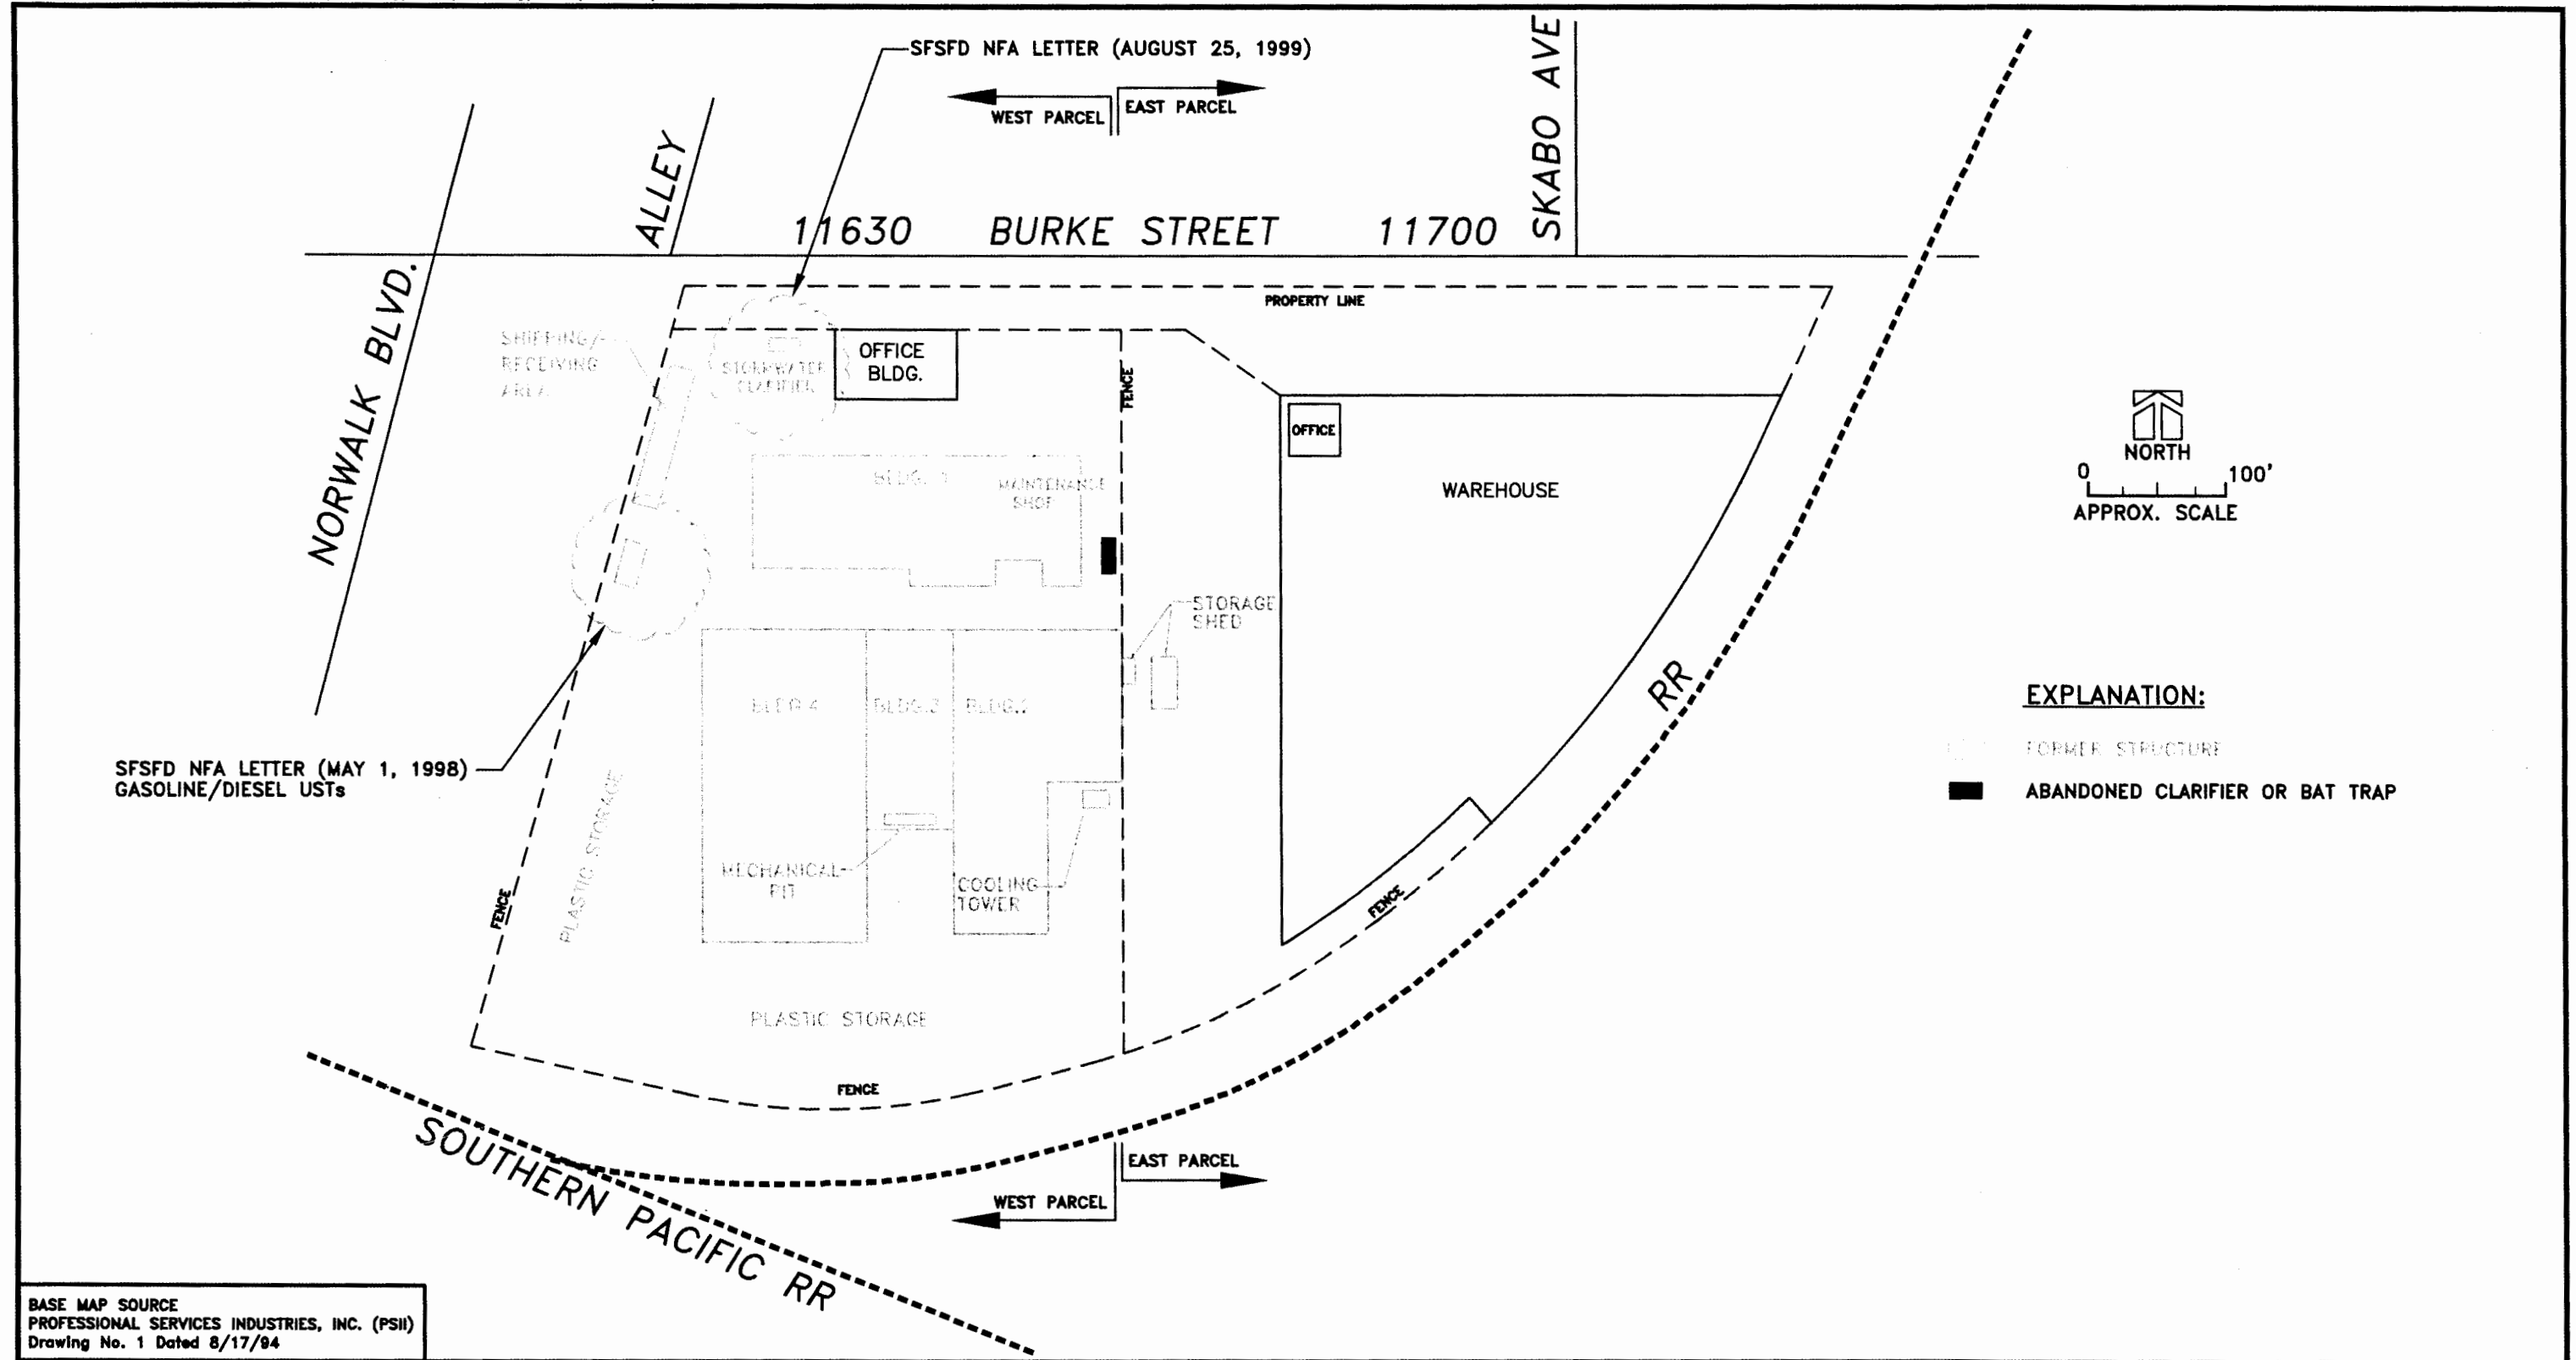 SFSFD NFA LETTER (AUGUST 25, 1999)
WEST PARCEL
EAST PARCEL
SKABO AVE
ALLEY
11630 BURKE STREET 11700
NORWALK BLVD.
PROPERTY LINE
SHIPPING/
RECEIVING
AREA
STORMWATER
CLARIFIER
OFFICE
BLDG.
FENCE
OFFICE
WAREHOUSE
NORTH
0 100'
APPROX. SCALE
BLDG. 1
MAINTENANCE
SHOP
STORAGE
SHED
RR
BLDG.4
BLDG.3
BLDG.2
EXPLANATION:
FORMER STRUCTURE
ABANDONED CLARIFIER OR BAT TRAP
SFSFD NFA LETTER (MAY 1, 1998)
GASOLINE/DIESEL USTs
PLASTIC STORAGE
FENCE
MECHANICAL
PIT
COOLING
TOWER
FENCE
PLASTIC STORAGE
FENCE
SOUTHERN PACIFIC RR
EAST PARCEL
WEST PARCEL
BASE MAP SOURCE
PROFESSIONAL SERVICES INDUSTRIES, INC. (PSII)
Drawing No. 1 Dated 8/17/94